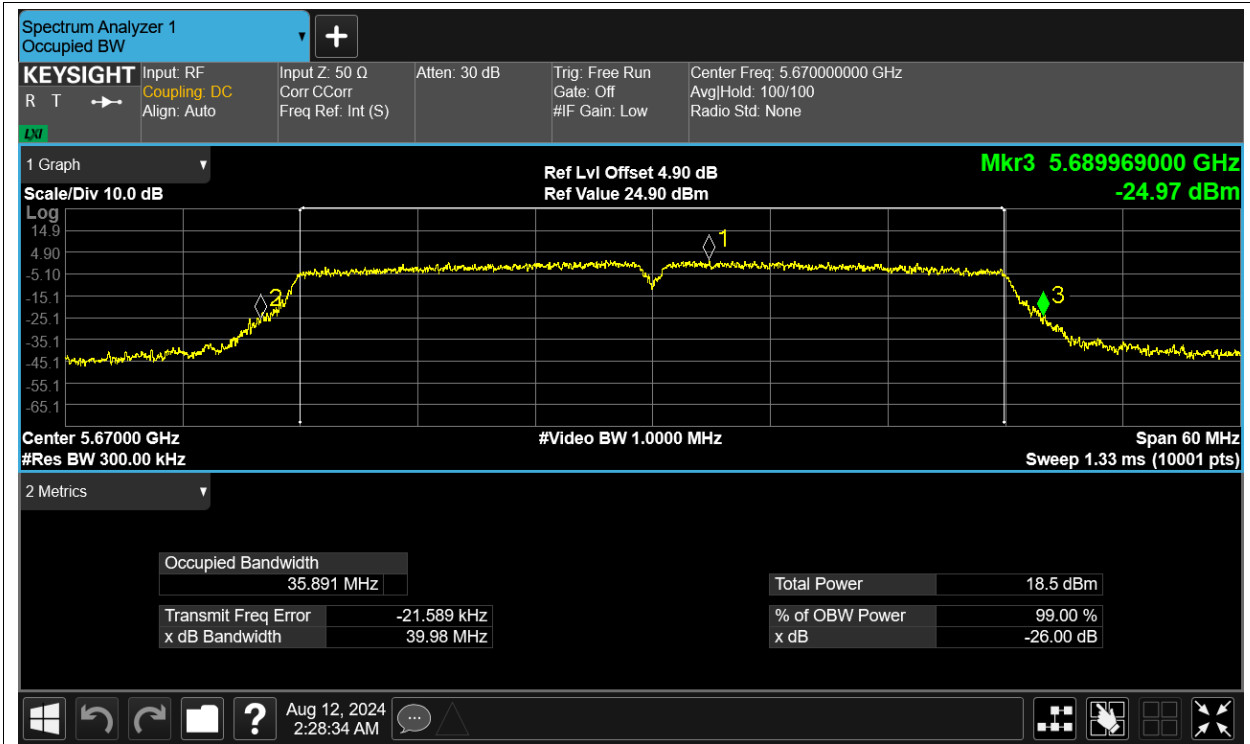 Spectrum Analyzer 1
Occupied BW
KEYSIGHT
R T
LXI
Input: RF
Coupling: DC
Align: Auto
Input Z: 50 Ω
Corr CCorr
Freq Ref: Int (S)
Atten: 30 dB
Trig: Free Run
Gate: Off
#IF Gain: Low
Center Freq: 5.670000000 GHz
Avg|Hold: 100/100
Radio Std: None
1 Graph
Scale/Div 10.0 dB
Ref Lvl Offset 4.90 dB
Ref Value 24.90 dBm
Mkr3 5.689969000 GHz
-24.97 dBm
Log
14.9
4.90
-5.10
-15.1
-25.1
-35.1
-45.1
-55.1
-65.1
1
2
3
Center 5.67000 GHz
#Res BW 300.00 kHz
#Video BW 1.0000 MHz
Span 60 MHz
Sweep 1.33 ms (10001 pts)
2 Metrics
Occupied Bandwidth
35.891 MHz
Transmit Freq Error -21.589 kHz
x dB Bandwidth 39.98 MHz
Total Power 18.5 dBm
% of OBW Power 99.00 %
x dB -26.00 dB
?
Aug 12, 2024
2:28:34 AM